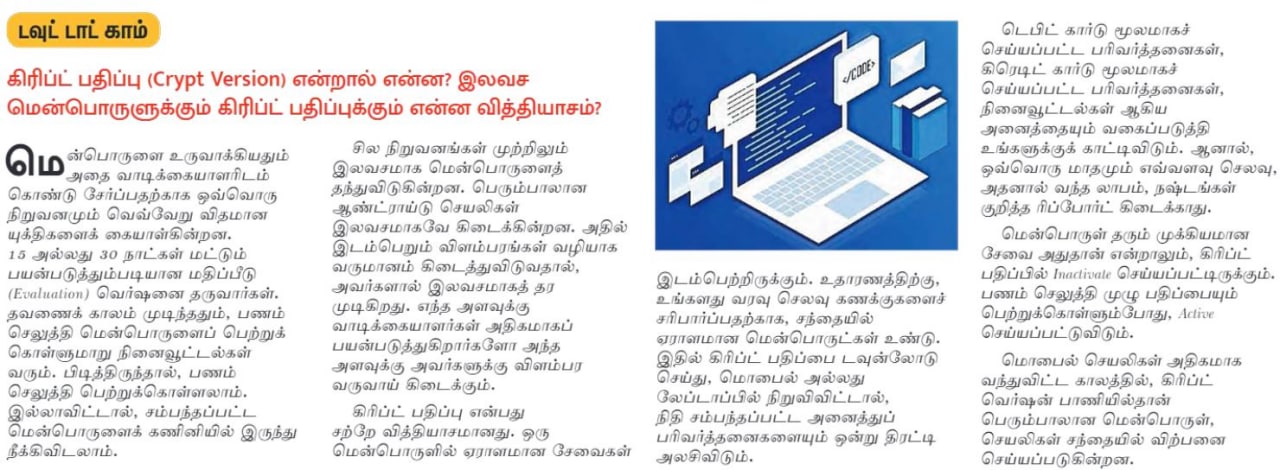 டவுட் டாட் காம்
கிரிப்ட் பதிப்பு (Crypt Version) என்றால் என்ன? இலவச
மென்பொருளுக்கும் கிரிப்ட் பதிப்புக்கும் என்ன வித்தியாசம்?
மென்பொருளை உருவாக்கியதும்
அதை வாடிக்கையாளரிடம்
கொண்டு சேர்ப்பதற்காக ஒவ்வொரு
நிறுவனமும் வெவ்வேறு விதமான
யுக்திகளைக் கையாள்கின்றன.
15 அல்லது 30 நாட்கள் மட்டும்
பயன்படுத்தும்படியான மதிப்பீடு
(Evaluation) வெர்ஷனை தருவார்கள்.
தவணைக் காலம் முடிந்ததும், பணம்
செலுத்தி மென்பொருளைப் பெற்றுக்
கொள்ளுமாறு நினைவூட்டல்கள்
வரும். பிடித்திருந்தால், பணம்
செலுத்தி பெற்றுக்கொள்ளலாம்.
இல்லாவிட்டால், சம்பந்தப்பட்ட
மென்பொருளைக் கணினியில் இருந்து
நீக்கிவிடலாம்.
சில நிறுவனங்கள் முற்றிலும்
இலவசமாக மென்பொருளைத்
தந்துவிடுகின்றன. பெரும்பாலான
ஆண்ட்ராய்டு செயலிகள்
இலவசமாகவே கிடைக்கின்றன. அதில்
இடம்பெறும் விளம்பரங்கள் வழியாக
வருமானம் கிடைத்துவிடுவதால்,
அவர்களால் இலவசமாகத் தர
முடிகிறது. எந்த அளவுக்கு
வாடிக்கையாளர்கள் அதிகமாகப்
பயன்படுத்துகிறார்களோ அந்த
அளவுக்கு அவர்களுக்கு விளம்பர
வருவாய் கிடைக்கும்.
கிரிப்ட் பதிப்பு என்பது
சற்றே வித்தியாசமானது. ஒரு
மென்பொருளில் ஏராளமான சேவைகள்
</CODE>
இடம்பெற்றிருக்கும். உதாரணத்திற்கு,
உங்களது வரவு செலவு கணக்குகளைச்
சரிபார்ப்பதற்காக, சந்தையில்
ஏராளமான மென்பொருட்கள் உண்டு.
இதில் கிரிப்ட் பதிப்பை டவுன்லோடு
செய்து, மொபைல் அல்லது
லேப்டாப்பில் நிறுவிவிட்டால்,
நிதி சம்பந்தப்பட்ட அனைத்துப்
பரிவர்த்தனைகளையும் ஒன்று திரட்டி
அலசிவிடும்.
டெபிட் கார்டு மூலமாகச்
செய்யப்பட்ட பரிவர்த்தனைகள்,
கிரெடிட் கார்டு மூலமாகச்
செய்யப்பட்ட பரிவர்த்தனைகள்,
நினைவூட்டல்கள் ஆகிய
அனைத்தையும் வகைப்படுத்தி
உங்களுக்குக் காட்டிவிடும். ஆனால்,
ஒவ்வொரு மாதமும் எவ்வளவு செலவு,
அதனால் வந்த லாபம், நஷ்டங்கள்
குறித்த ரிப்போர்ட் கிடைக்காது.
மென்பொருள் தரும் முக்கியமான
சேவை அதுதான் என்றாலும், கிரிப்ட்
பதிப்பில் Inactivate செய்யப்பட்டிருக்கும்.
பணம் செலுத்தி முழு பதிப்பையும்
பெற்றுக்கொள்ளும்போது, Active
செய்யப்பட்டுவிடும்.
மொபைல் செயலிகள் அதிகமாக
வந்துவிட்ட காலத்தில், கிரிப்ட்
வெர்ஷன் பாணியில்தான்
பெரும்பாலான மென்பொருள்,
செயலிகள் சந்தையில் விற்பனை
செய்யப்படுகின்றன.